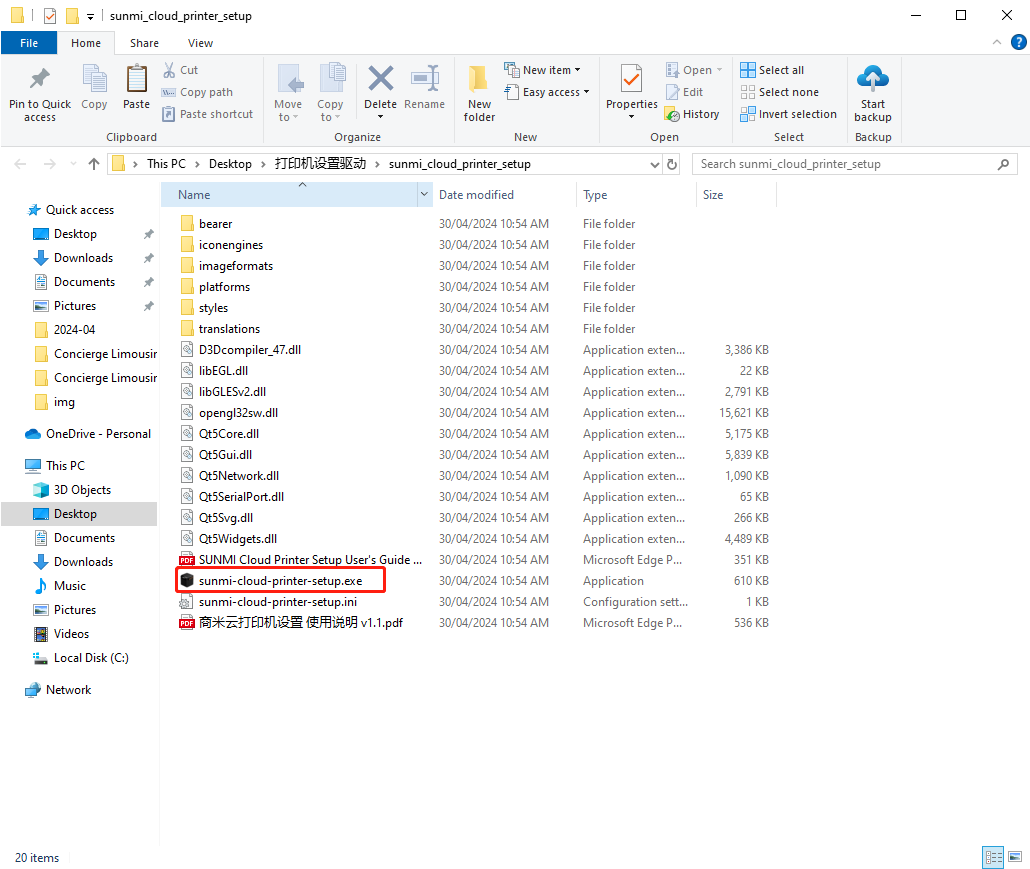 sunmi_cloud_printer_setup
File Home Share View
Pin to Quick access
Copy
Paste
Cut
Copy path
Paste shortcut
Clipboard
Move to
Copy to
Delete
Rename
Organize
New folder
New item
Easy access
New
Properties
Open
Edit
History
Open
Select all
Select none
Invert selection
Select
Start backup
Backup
This PC > Desktop > 打印机设置驱动 > sunmi_cloud_printer_setup
Search sunmi_cloud_printer_setup
Quick access
Desktop
Downloads
Documents
Pictures
2024-04
Concierge Limousin
Concierge Limousin
img
OneDrive - Personal
This PC
3D Objects
Desktop
Documents
Downloads
Music
Pictures
Videos
Local Disk (C:)
Network
Name Date modified Type Size
bearer 30/04/2024 10:54 AM File folder
iconengines 30/04/2024 10:54 AM File folder
imageformats 30/04/2024 10:54 AM File folder
platforms 30/04/2024 10:54 AM File folder
styles 30/04/2024 10:54 AM File folder
translations 30/04/2024 10:54 AM File folder
D3Dcompiler_47.dll 30/04/2024 10:54 AM Application exten... 3,386 KB
libEGL.dll 30/04/2024 10:54 AM Application exten... 22 KB
libGLESv2.dll 30/04/2024 10:54 AM Application exten... 2,791 KB
opengl32sw.dll 30/04/2024 10:54 AM Application exten... 15,621 KB
Qt5Core.dll 30/04/2024 10:54 AM Application exten... 5,175 KB
Qt5Gui.dll 30/04/2024 10:54 AM Application exten... 5,839 KB
Qt5Network.dll 30/04/2024 10:54 AM Application exten... 1,090 KB
Qt5SerialPort.dll 30/04/2024 10:54 AM Application exten... 65 KB
Qt5Svg.dll 30/04/2024 10:54 AM Application exten... 266 KB
Qt5Widgets.dll 30/04/2024 10:54 AM Application exten... 4,489 KB
PDF SUNMI Cloud Printer Setup User's Guide ... 30/04/2024 10:54 AM Microsoft Edge P... 351 KB
sunmi-cloud-printer-setup.exe 30/04/2024 10:54 AM Application 610 KB
sunmi-cloud-printer-setup.ini 30/04/2024 10:54 AM Configuration sett... 1 KB
PDF 商米云打印机设置 使用说明 v1.1.pdf 30/04/2024 10:54 AM Microsoft Edge P... 536 KB
20 items